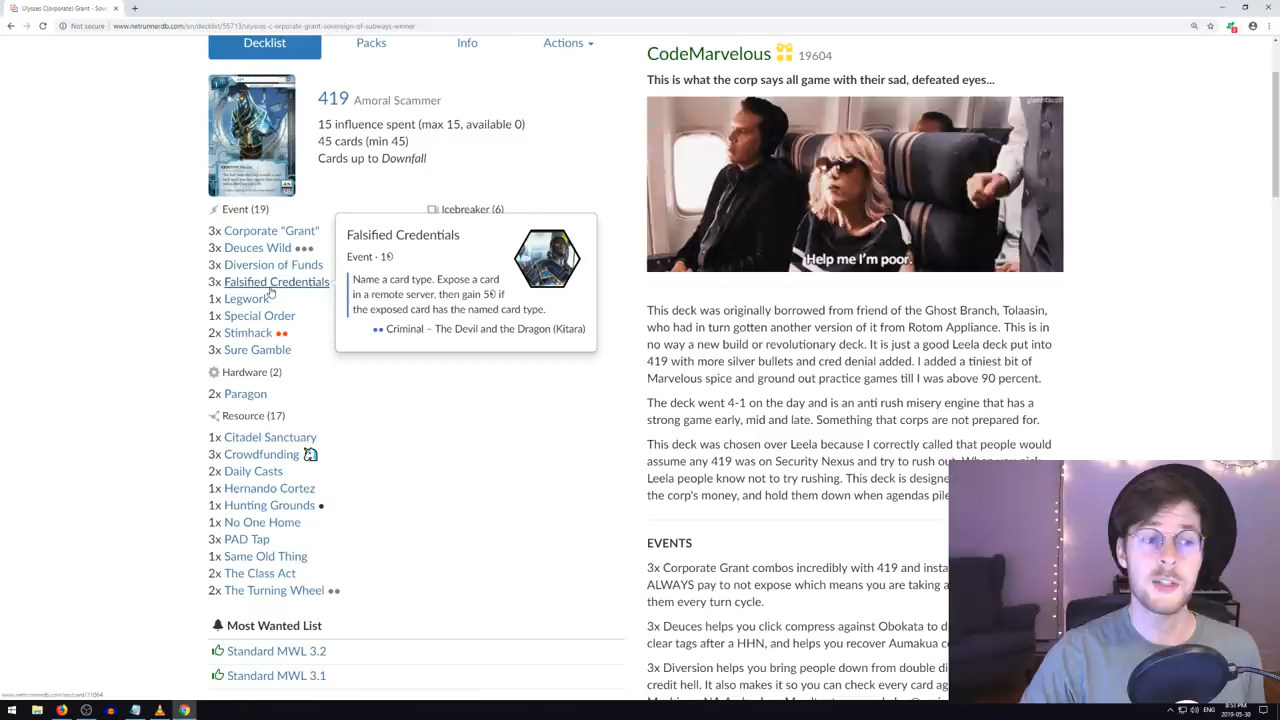 Ulysses C(orporate) Grant - Sove
Not secure | www.netrunnerdb.com/en/decklist/55713/ulysses-c-orporate-grant-sovereign-of-subways-winner
Decklist
Packs
Info
Actions
419 Amoral Scammer
15 influence spent (max 15, available 0)
45 cards (min 45)
Cards up to Downfall
Event (19)
3x Corporate "Grant"
3x Deuces Wild
3x Diversion of Funds
3x Falsified Credentials
1x Legwork
1x Special Order
2x Stimhack
3x Sure Gamble
Hardware (2)
2x Paragon
Resource (17)
1x Citadel Sanctuary
3x Crowdfunding
2x Daily Casts
1x Hernando Cortez
1x Hunting Grounds
1x No One Home
3x PAD Tap
1x Same Old Thing
2x The Class Act
2x The Turning Wheel
Icebreaker (6)
Falsified Credentials
Event · 1
Name a card type. Expose a card
in a remote server, then gain 5 if
the exposed card has the named card type.
Criminal – The Devil and the Dragon (Kitara)
Most Wanted List
Standard MWL 3.2
Standard MWL 3.1
CodeMarvelous 19604
This is what the corp says all game with their sad, defeated eyes...
Help me I'm poor.
This deck was originally borrowed from friend of the Ghost Branch, Tolaasin,
who had in turn gotten another version of it from Rotom Appliance. This is in
no way a new build or revolutionary deck. It is just a good Leela deck put into
419 with more silver bullets and cred denial added. I added a tiniest bit of
Marvelous spice and ground out practice games till I was above 90 percent.
The deck went 4-1 on the day and is an anti rush misery engine that has a
strong game early, mid and late. Something that corps are not prepared for.
This deck was chosen over Leela because I correctly called that people would
assume any 419 was on Security Nexus and try to rush out.
Leela people know not to try rushing. This deck is designe
the corp's money, and hold them down when agendas pile
EVENTS
3x Corporate Grant combos incredibly with 419 and insta
ALWAYS pay to not expose which means you are taking a
them every turn cycle.
3x Deuces helps you click compress against Obokata to d
clear tags after a HHN, and helps you recover Aumakua c
3x Diversion helps you bring people down from double di
credit hell. It also makes it so you can check every card ag
ENG
8:53 PM
2019-05-30